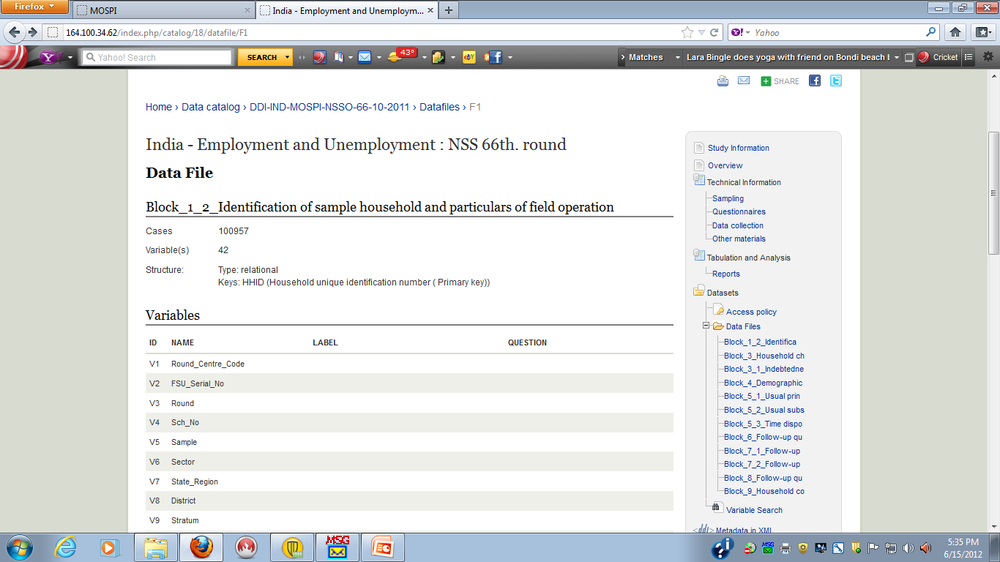 Firefox
MOSPI
India - Employment and Unemploym...
164.100.34.62/index.php/catalog/18/datafile/F1
Yahoo
Yahoo! Search
SEARCH
43°
Matches
Lara Bingle does yoga with friend on Bondi beach
Cricket
SHARE
Home › Data catalog › DDI-IND-MOSPI-NSSO-66-10-2011 › Datafiles › F1
India - Employment and Unemployment : NSS 66th. round
Data File
Block_1_2_Identification of sample household and particulars of field operation
Cases 100957
Variable(s) 42
Structure: Type: relational
Keys: HHID (Household unique identification number ( Primary key))
Variables
ID NAME LABEL QUESTION
V1 Round_Centre_Code
V2 FSU_Serial_No
V3 Round
V4 Sch_No
V5 Sample
V6 Sector
V7 State_Region
V8 District
V9 Stratum
Study Information
Overview
Technical Information
Sampling
Questionnaires
Data collection
Other materials
Tabulation and Analysis
Reports
Datasets
Access policy
Data Files
Block_1_2_Identifica
Block_3_Household ch
Block_3_1_Indebtedne
Block_4_Demographic
Block_5_1_Usual prin
Block_5_2_Usual subs
Block_5_3_Time dispo
Block_6_Follow-up qu
Block_7_1_Follow-up
Block_7_2_Follow-up
Block_8_Follow-up qu
Block_9_Household co
Variable Search
Metadata in XML
MSG
MSG
5:35 PM
6/15/2012